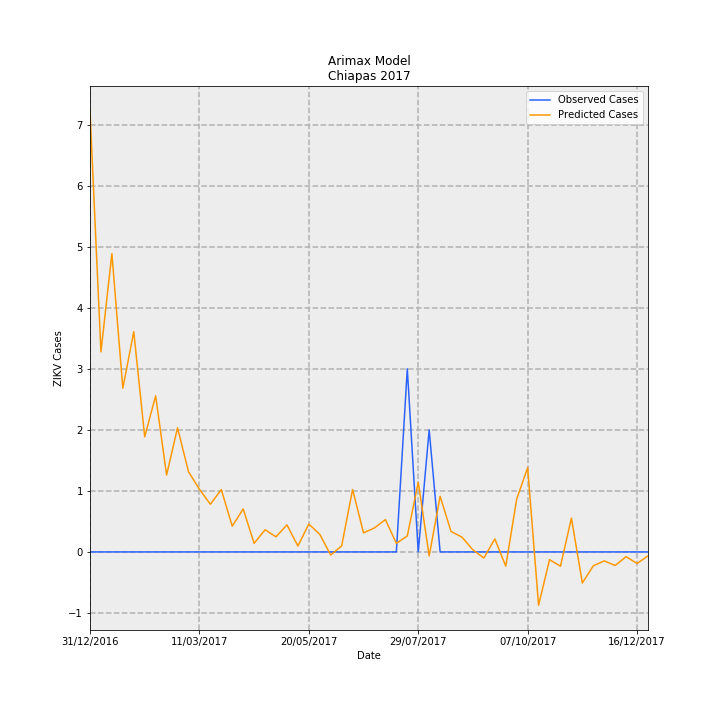 Arimax Model
Chiapas 2017
Observed Cases
Predicted Cases
ZIKV Cases
7
6
5
4
3
2
1
0
−1
31/12/2016
11/03/2017
20/05/2017
29/07/2017
07/10/2017
16/12/2017
Date